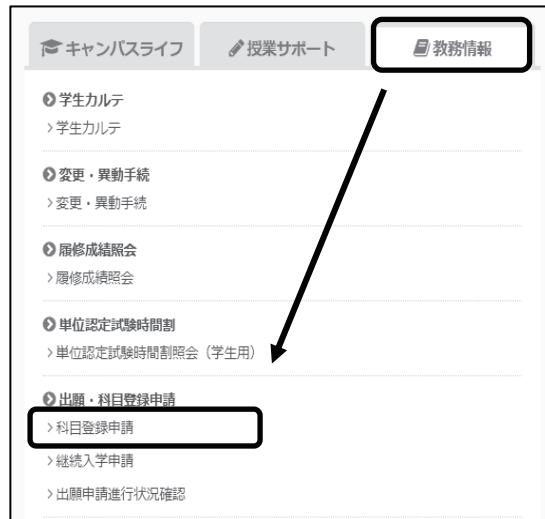 キャンパスライフ 授業サポート 教務情報
学生カルテ
>学生カルテ
変更・異動手続
>変更・異動手続
履修成績照会
>履修成績照会
単位認定試験時間割
>単位認定試験時間割照会（学生用）
出願・科目登録申請
>科目登録申請
>継続入学申請
>出願申請進行状況確認